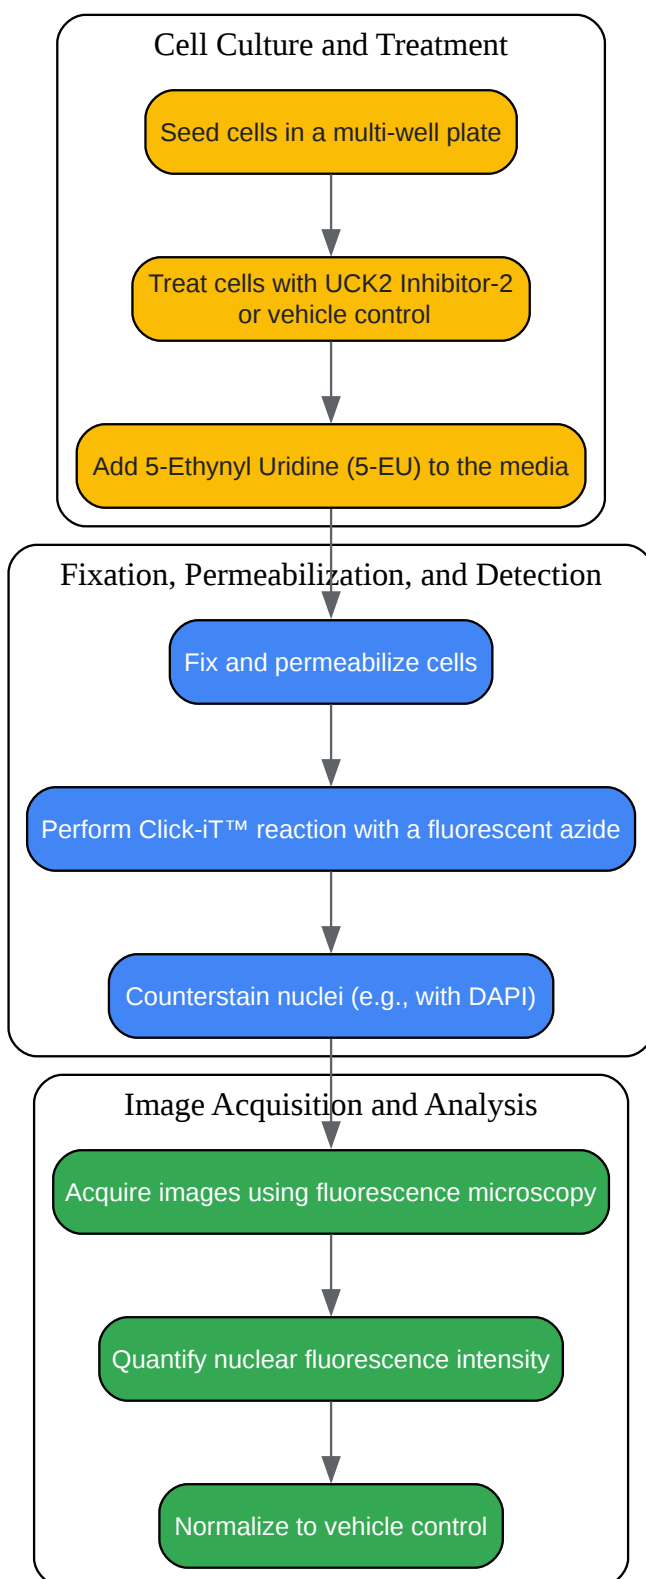 Cell Culture and Treatment
Seed cells in a multi-well plate
Treat cells with UCK2 Inhibitor-2
or vehicle control
Add 5-Ethynyl Uridine (5-EU) to the media
Fixation, Permeabilization, and Detection
Fix and permeabilize cells
Perform Click-iT™ reaction with a fluorescent azide
Counterstain nuclei (e.g., with DAPI)
Image Acquisition and Analysis
Acquire images using fluorescence microscopy
Quantify nuclear fluorescence intensity
Normalize to vehicle control